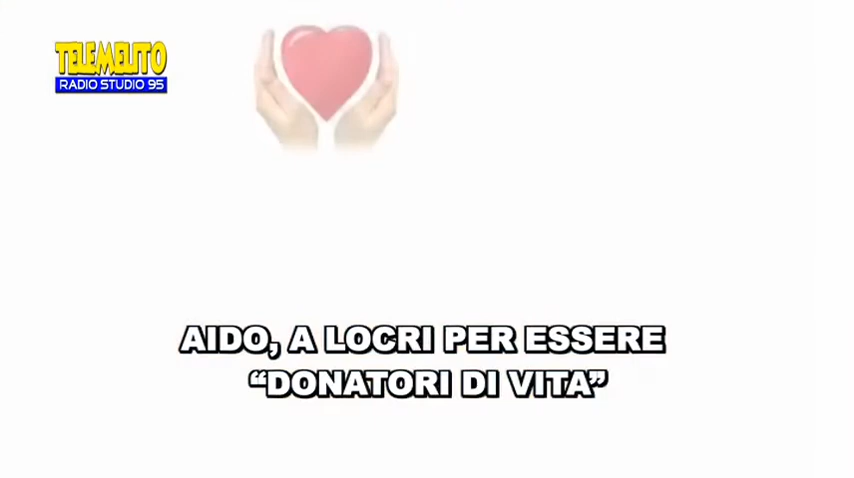 TELEMELITO
RADIO STUDIO 95
AIDO, A LOCRI PER ESSERE
“DONATORI DI VITA”